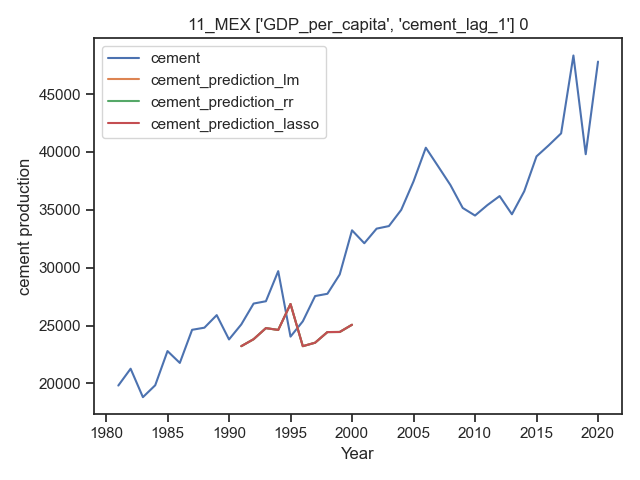 11_MEX ['GDP_per_capita', 'cement_lag_1'] 0
cement
cement_prediction_lm
cement_prediction_rr
cement_prediction_lasso
cement production
45000
40000
35000
30000
25000
20000
1980 1985 1990 1995 2000 2005 2010 2015 2020
Year